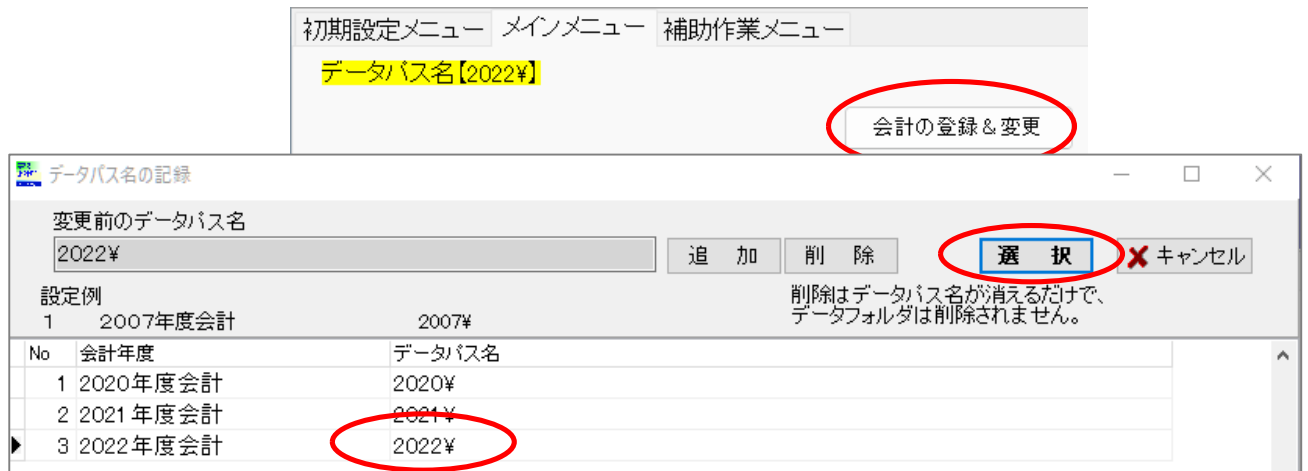 初期設定メニュー メインメニュー 補助作業メニュー
データパス名【2022¥】
会計の登録＆変更
データパス名の記録
変更前のデータパス名
2022¥ 追 加 削 除 選 択 キャンセル
設定例
1 2007年度会計 2007¥
削除はデータパス名が消えるだけで、
データフォルダは削除されません。
No 会計年度 データパス名
1 2020年度会計 2020¥
2 2021年度会計 2021¥
3 2022年度会計 2022¥